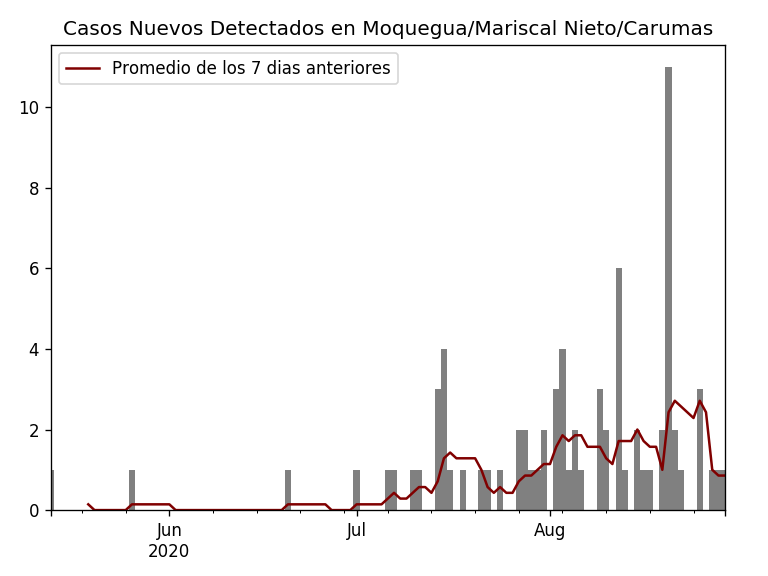 Casos Nuevos Detectados en Moquegua/Mariscal Nieto/Carumas
Promedio de los 7 dias anteriores
10
8
6
4
2
0
Jun
2020
Jul
Aug